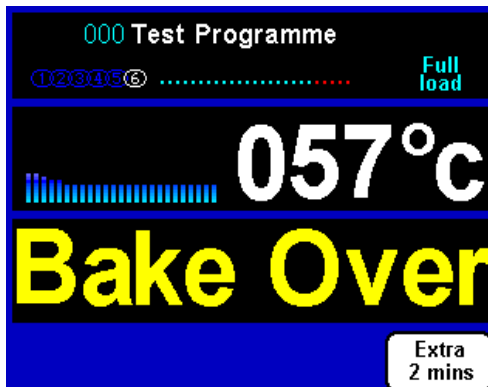 000 Test Programme
①②③④⑤⑥
Full
load
057°c
Bake Over
Extra
2 mins